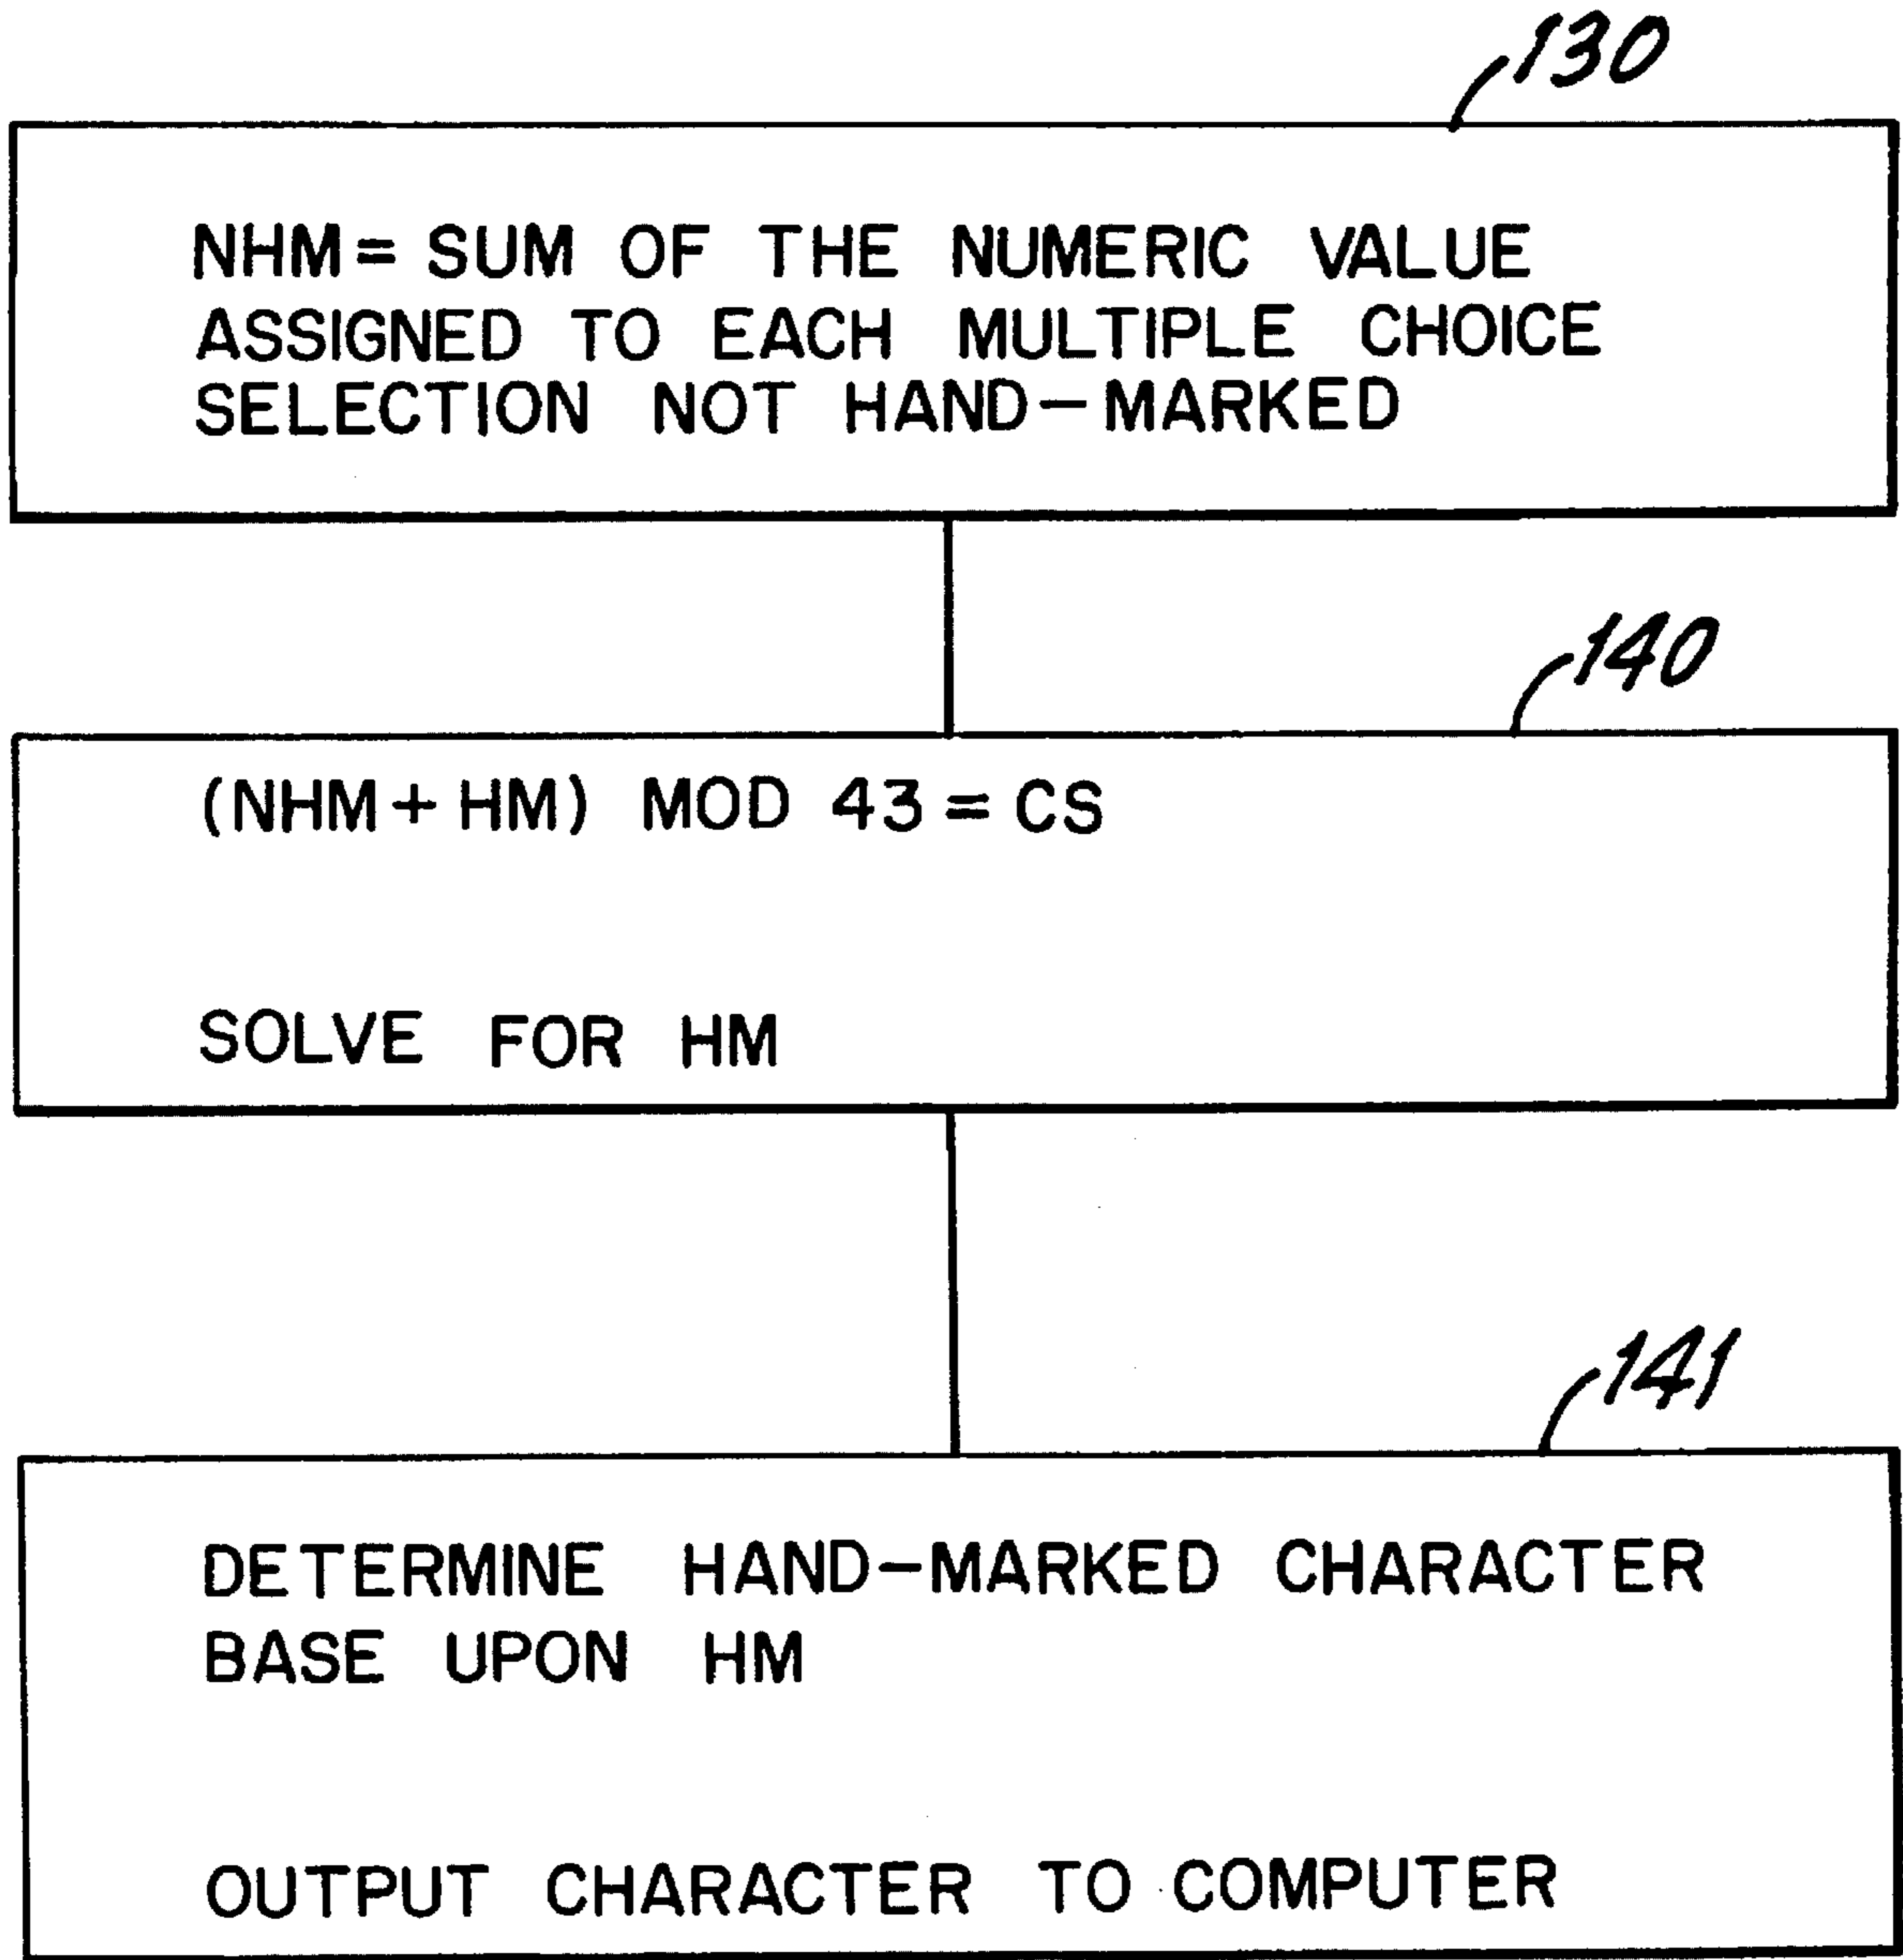 130
NHM = SUM OF THE NUMERIC VALUE
ASSIGNED TO EACH MULTIPLE CHOICE
SELECTION NOT HAND-MARKED
140
(NHM + HM) MOD 43 = CS
SOLVE FOR HM
141
DETERMINE HAND-MARKED CHARACTER
BASE UPON HM
OUTPUT CHARACTER TO COMPUTER